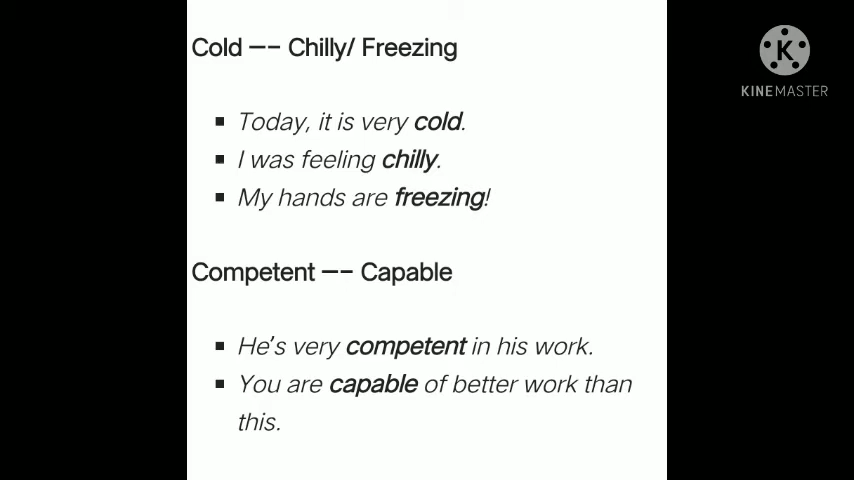 Cold –- Chilly/ Freezing
Today, it is very cold.
I was feeling chilly.
My hands are freezing!
Competent –- Capable
He's very competent in his work.
You are capable of better work than
this.
K
KINEMASTER